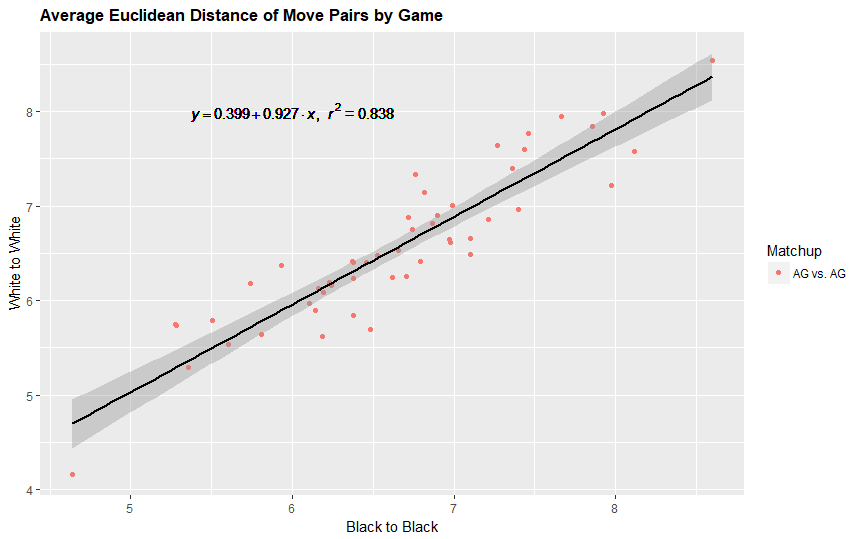 Average Euclidean Distance of Move Pairs by Game
y = 0.399 + 0.927 · x, r² = 0.838
8
7
6
5
4
White to White
5 6 7 8
Black to Black
Matchup
AG vs. AG